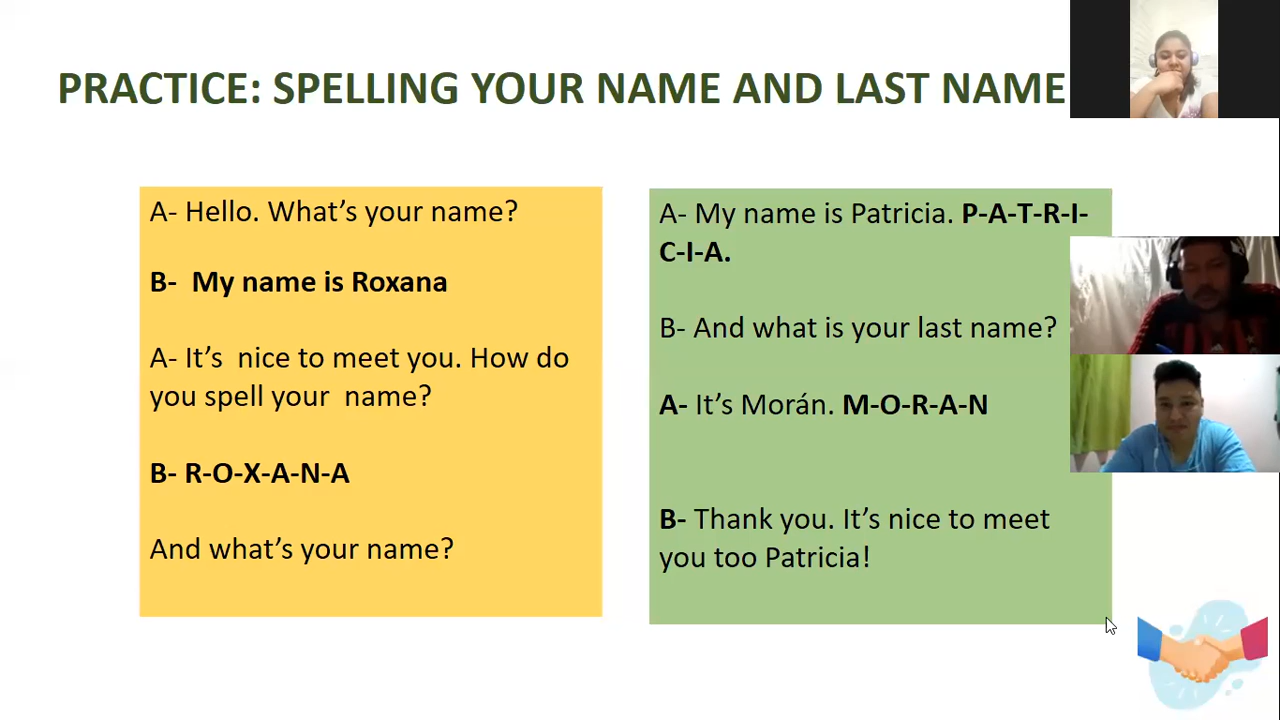 PRACTICE: SPELLING YOUR NAME AND LAST NAME
A- Hello. What’s your name?
B- My name is Roxana
A- It’s nice to meet you. How do
you spell your name?
B- R-O-X-A-N-A
And what’s your name?
A- My name is Patricia. P-A-T-R-I-
C-I-A.
B- And what is your last name?
A- It’s Morán. M-O-R-A-N
B- Thank you. It’s nice to meet
you too Patricia!